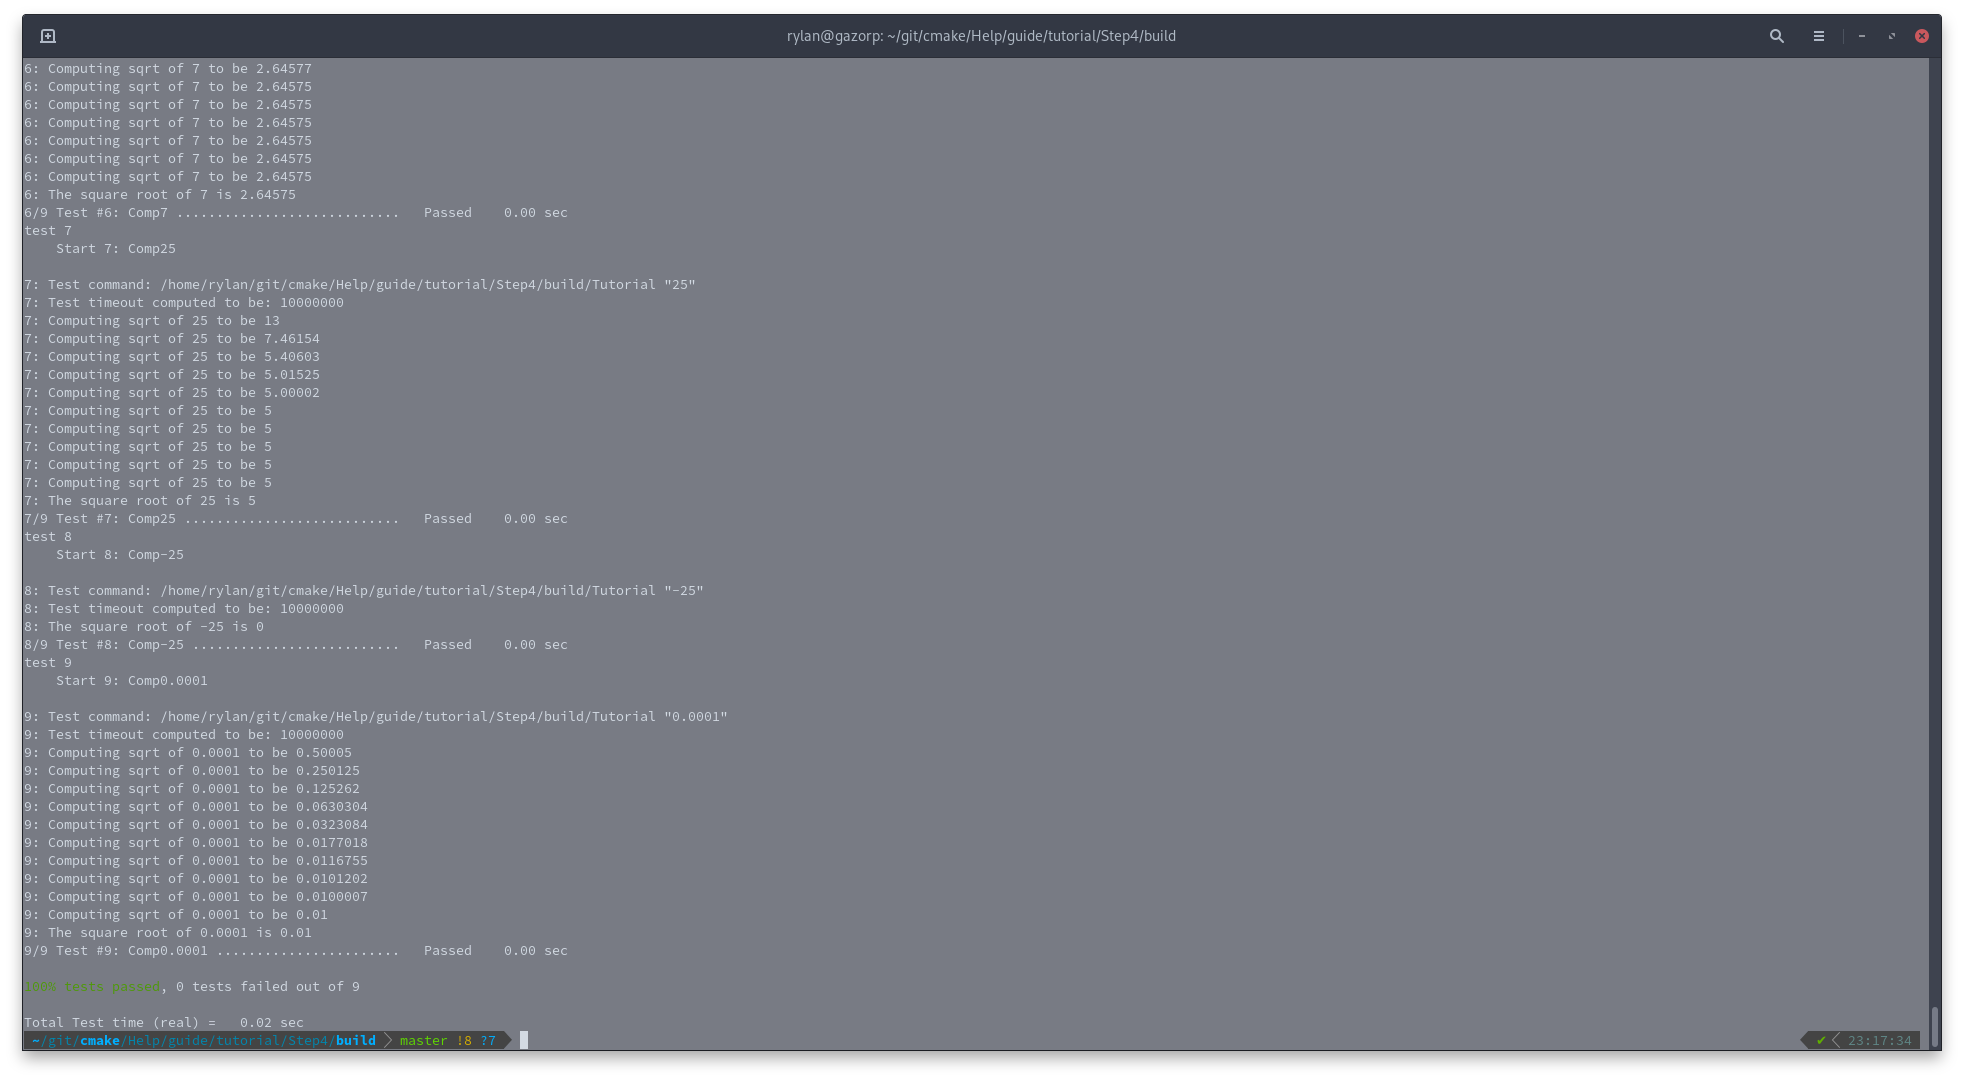 rylan@gazorp: ~/git/cmake/Help/guide/tutorial/Step4/build
6: Computing sqrt of 7 to be 2.64577
6: Computing sqrt of 7 to be 2.64575
6: Computing sqrt of 7 to be 2.64575
6: Computing sqrt of 7 to be 2.64575
6: Computing sqrt of 7 to be 2.64575
6: Computing sqrt of 7 to be 2.64575
6: Computing sqrt of 7 to be 2.64575
6: The square root of 7 is 2.64575
6/9 Test #6: Comp7 ............................   Passed    0.00 sec
test 7
    Start 7: Comp25
7: Test command: /home/rylan/git/cmake/Help/guide/tutorial/Step4/build/Tutorial "25"
7: Test timeout computed to be: 10000000
7: Computing sqrt of 25 to be 13
7: Computing sqrt of 25 to be 7.46154
7: Computing sqrt of 25 to be 5.40603
7: Computing sqrt of 25 to be 5.01525
7: Computing sqrt of 25 to be 5.00002
7: Computing sqrt of 25 to be 5
7: Computing sqrt of 25 to be 5
7: Computing sqrt of 25 to be 5
7: Computing sqrt of 25 to be 5
7: Computing sqrt of 25 to be 5
7: The square root of 25 is 5
7/9 Test #7: Comp25 ...........................   Passed    0.00 sec
test 8
    Start 8: Comp-25
8: Test command: /home/rylan/git/cmake/Help/guide/tutorial/Step4/build/Tutorial "-25"
8: Test timeout computed to be: 10000000
8: The square root of -25 is 0
8/9 Test #8: Comp-25 ..........................   Passed    0.00 sec
test 9
    Start 9: Comp0.0001
9: Test command: /home/rylan/git/cmake/Help/guide/tutorial/Step4/build/Tutorial "0.0001"
9: Test timeout computed to be: 10000000
9: Computing sqrt of 0.0001 to be 0.50005
9: Computing sqrt of 0.0001 to be 0.250125
9: Computing sqrt of 0.0001 to be 0.125262
9: Computing sqrt of 0.0001 to be 0.0630304
9: Computing sqrt of 0.0001 to be 0.0323084
9: Computing sqrt of 0.0001 to be 0.0177018
9: Computing sqrt of 0.0001 to be 0.0116755
9: Computing sqrt of 0.0001 to be 0.0101202
9: Computing sqrt of 0.0001 to be 0.0100007
9: Computing sqrt of 0.0001 to be 0.01
9: The square root of 0.0001 is 0.01
9/9 Test #9: Comp0.0001 .......................   Passed    0.00 sec
100% tests passed, 0 tests failed out of 9
Total Test time (real) =   0.02 sec
~/git/cmake/Help/guide/tutorial/Step4/build master !8 ?7 ✔ 23:17:34